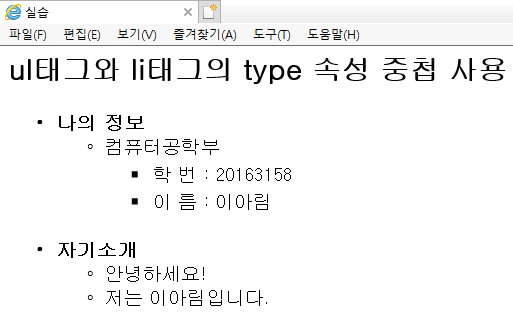 실습
파일(F) 편집(E) 보기(V) 즐겨찾기(A) 도구(T) 도움말(H)
ul태그와 li태그의 type 속성 중첩 사용
나의 정보
컴퓨터공학부
학 번 : 20163158
이 름 : 이아림
자기소개
안녕하세요!
저는 이아림입니다.